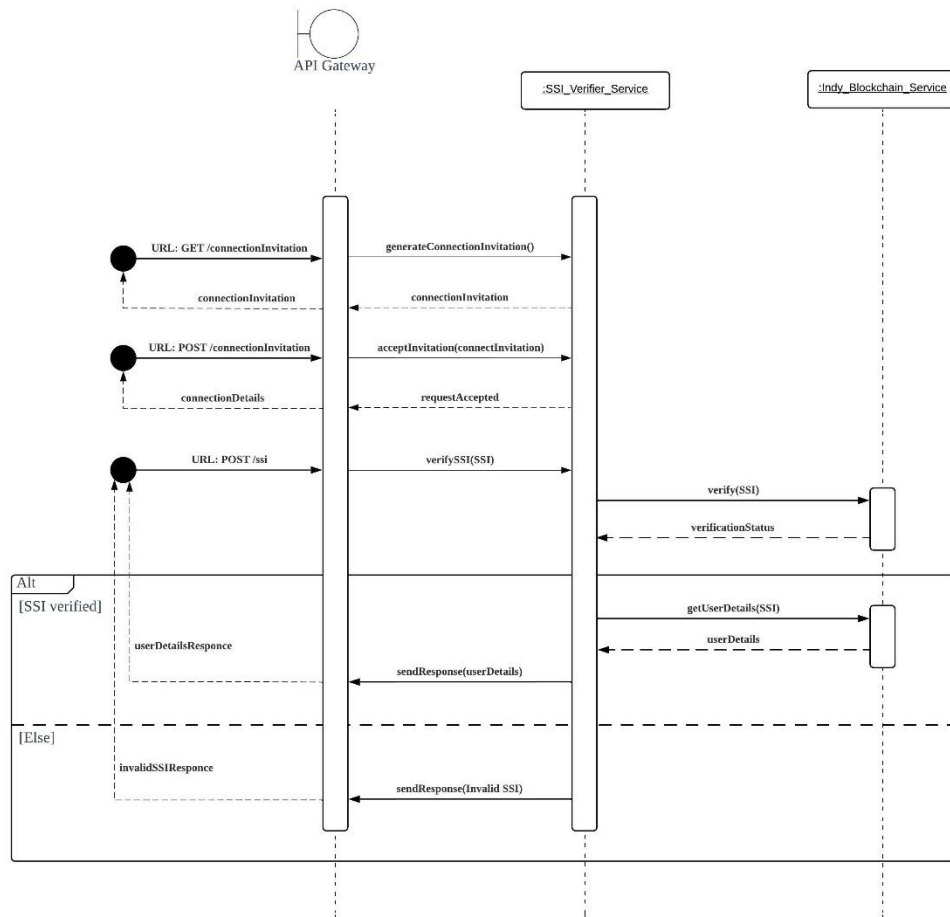 API Gateway
:SSI_Verifier_Service
:Indy_Blockchain_Service
URL: GET /connectionInvitation
generateConnectionInvitation()
connectionInvitation
connectionInvitation
URL: POST /connectionInvitation
acceptInvitation(connectInvitation)
connectionDetails
requestAccepted
URL: POST /ssi
verifySSI(SSI)
verify(SSI)
verificationStatus
Alt
[SSI verified]
getUserDetails(SSI)
userDetails
userDetailsResponce
sendResponse(userDetails)
[Else]
invalidSSIResponce
sendResponse(Invalid SSI)